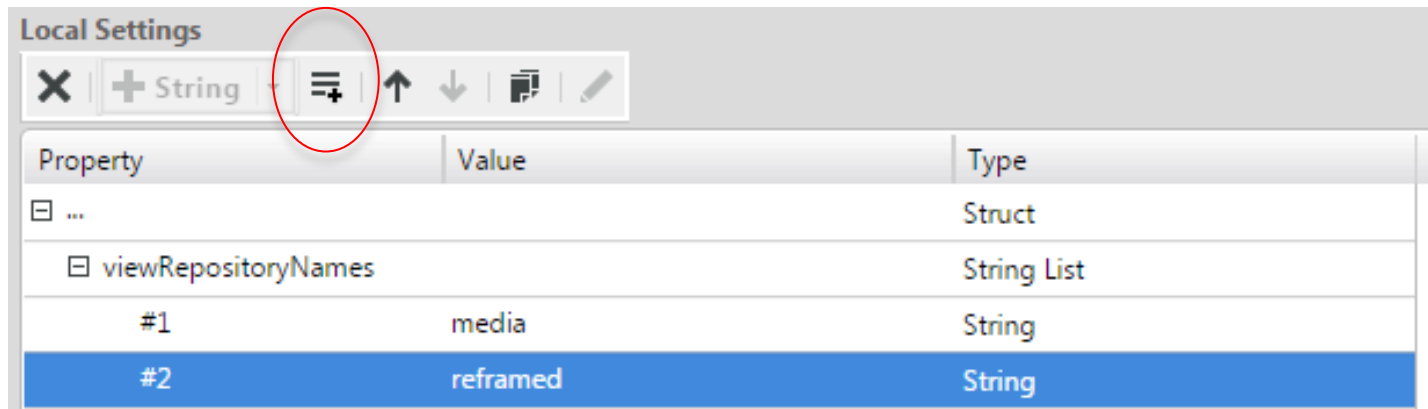 Local Settings
String
Property Value Type
... Struct
viewRepositoryNames String List
#1 media String
#2 reframed String